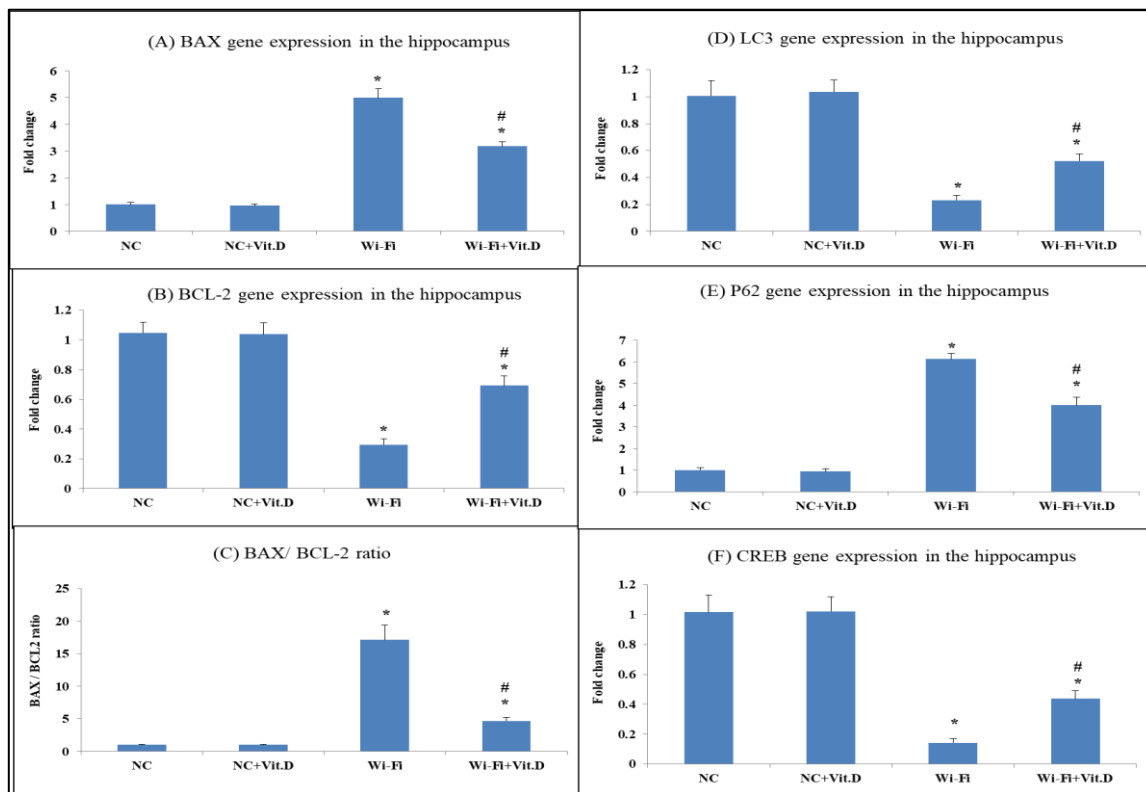 (A) BAX gene expression in the hippocampus
Fold change
6
5
4
3
2
1
0
*
#
*
NC
NC+Vit.D
Wi-Fi
Wi-Fi+Vit.D
(B) BCL-2 gene expression in the hippocampus
Fold change
1.2
1
0.8
0.6
0.4
0.2
0
*
#
*
NC
NC+Vit.D
Wi-Fi
Wi-Fi+Vit.D
(C) BAX/ BCL-2 ratio
BAX / BCL2 ratio
25
20
15
10
5
0
*
#
*
NC
NC+Vit.D
Wi-Fi
Wi-Fi+Vit.D
(D) LC3 gene expression in the hippocampus
Fold change
1.2
1
0.8
0.6
0.4
0.2
0
*
#
*
NC
NC+Vit.D
Wi-Fi
Wi-Fi+Vit.D
(E) P62 gene expression in the hippocampus
Fold change
7
6
5
4
3
2
1
0
*
#
*
NC
NC+Vit.D
Wi-Fi
Wi-Fi+Vit.D
(F) CREB gene expression in the hippocampus
Fold change
1.2
1
0.8
0.6
0.4
0.2
0
*
#
*
NC
NC+Vit.D
Wi-Fi
Wi-Fi+Vit.D